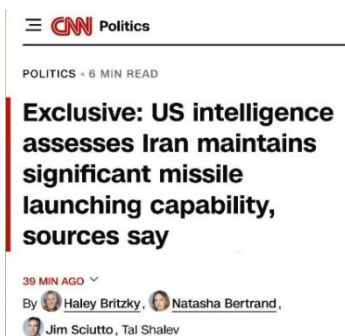 CNN Politics
POLITICS • 6 MIN READ
Exclusive: US intelligence
assesses Iran maintains
significant missile
launching capability,
sources say
39 MIN AGO
By Haley Britzky, Natasha Bertrand,
Jim Sciutto, Tal Shalev